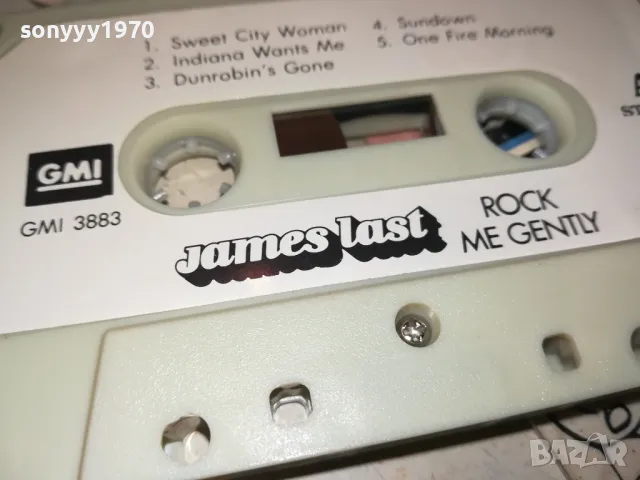 sonyyy1970
1. Sweet City Woman
2. Indiana Wants Me
3. Dunrobin's Gone
4. Sundown
5. One Fire Morning
GMI
GMI 3883
James Last
ROCK
ME GENTLY
BAZAR